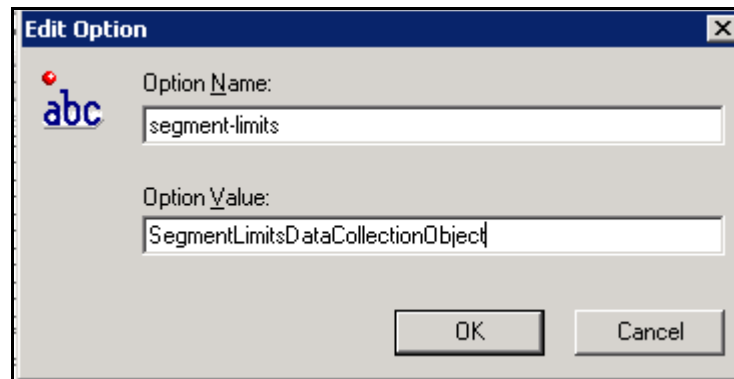 Edit Option
abc
Option Name:
segment-limits
Option Value:
SegmentLimitsDataCollectionObject
OK Cancel